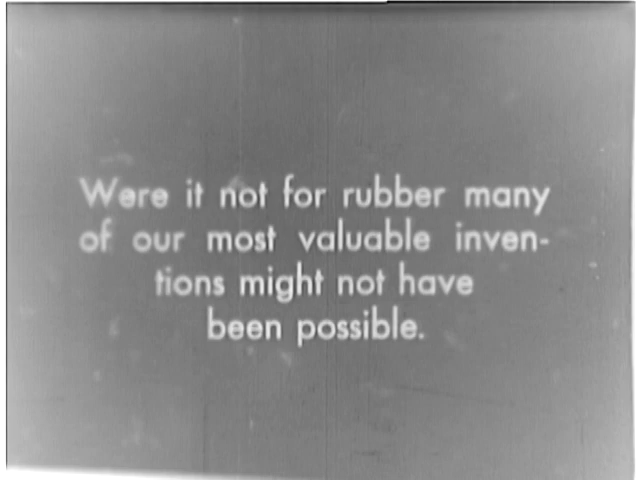 Were it not for rubber many
of our most valuable inven-
tions might not have
been possible.